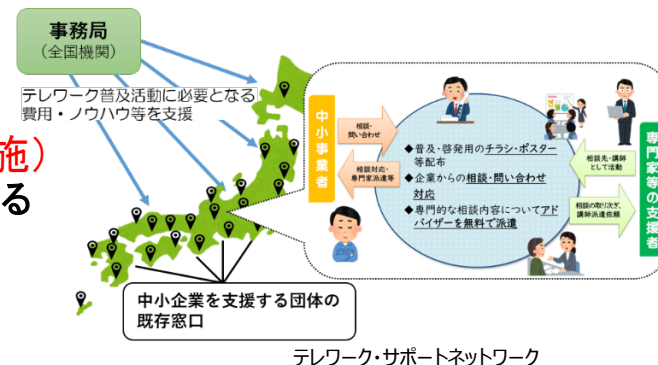 事務局
（全国機関）
テレワーク普及活動に必要となる
費用・ノウハウ等を支援
施）
る
中小事業者
相談・
問い合わせ
相談対応・
専門家派遣等
◆普及・啓発用のチラシ・ポスター
等配布
◆企業からの相談・問い合わせ
対応
◆専門的な相談内容についてアド
バイザーを無料で派遣
相談先・講師
として活動
相談の取り次ぎ、
講師派遣依頼
専門家等の支援者
中小企業を支援する団体の
既存窓口
テレワーク・サポートネットワーク